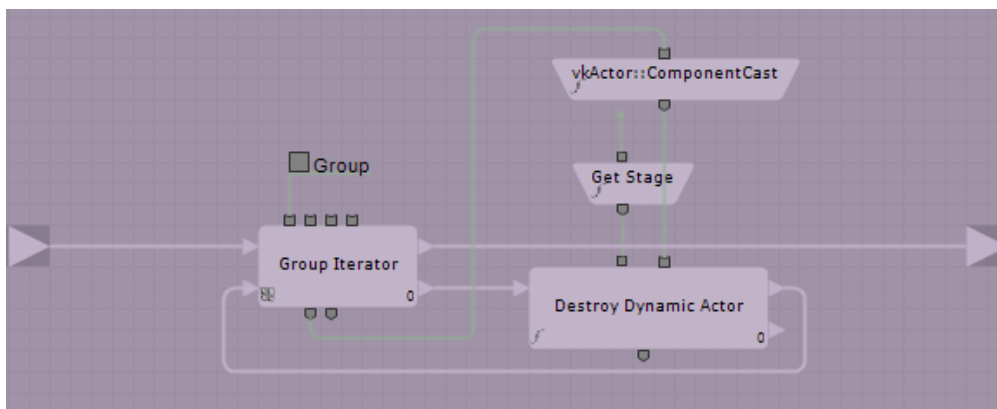 vkActor::ComponentCast
Group
Get Stage
Group Iterator
0
Destroy Dynamic Actor
0